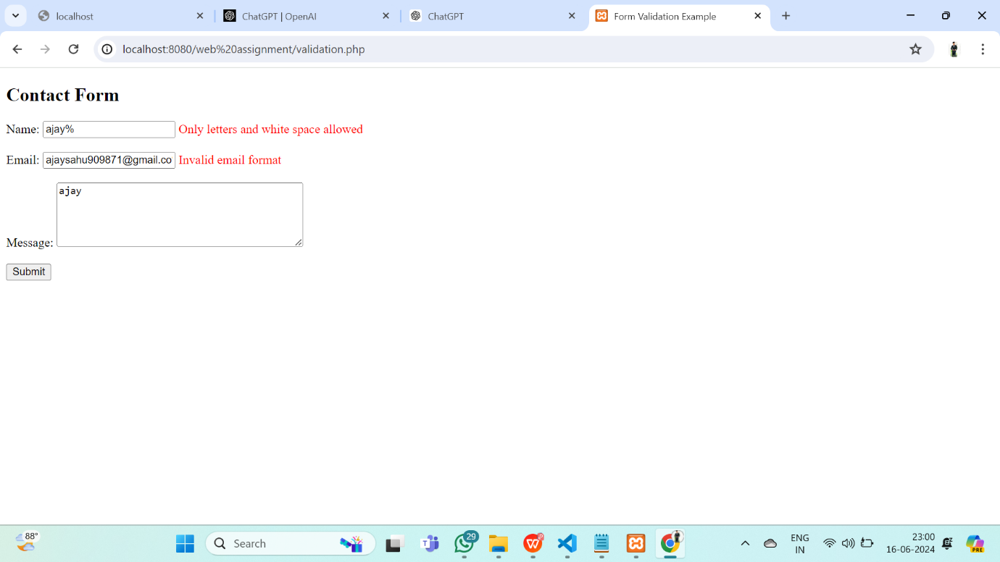 localhost
ChatGPT | OpenAI
ChatGPT
Form Validation Example
localhost:8080/web%20assignment/validation.php
Contact Form
Name: ajay% Only letters and white space allowed
Email: ajaysahu909871@gmail.co Invalid email format
Message: ajay
Submit
88°
Search
29
ENG
IN
23:00
16-06-2024
PRE